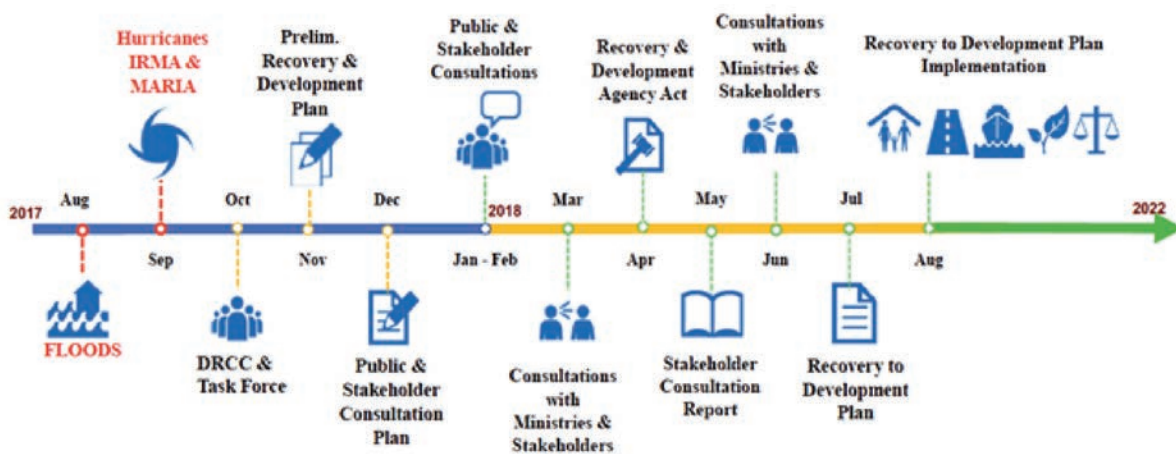 Hurricanes
IRMA &
MARIA
Prelim.
Recovery &
Development
Plan
Public &
Stakeholder
Consultations
Recovery &
Development
Agency Act
Consultations
with
Ministries &
Stakeholders
Recovery to Development Plan
Implementation
2017
Aug
Oct
Dec
2018
Mar
May
Jul
2022
Sep
Nov
Jan - Feb
Apr
Jun
Aug
FLOODS
DRCC &
Task Force
Public &
Stakeholder
Consultation
Plan
Consultations
with
Ministries &
Stakeholders
Stakeholder
Consultation
Report
Recovery to
Development
Plan